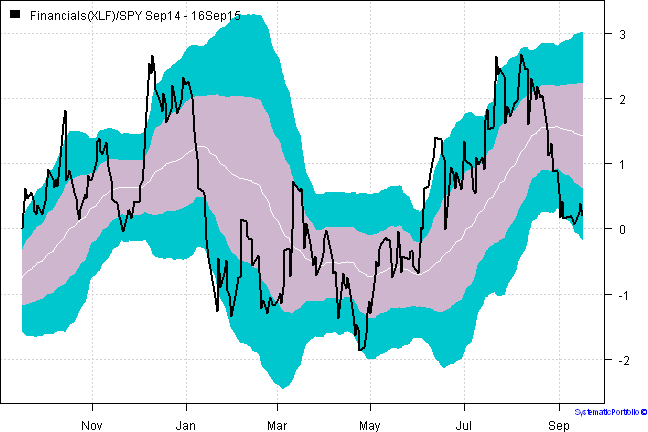 Financials(XLF)/SPY Sep14 - 16Sep15
3
2
1
0
-1
-2
Nov Jan Mar May Jul Sep
SystematicPortfolio ©